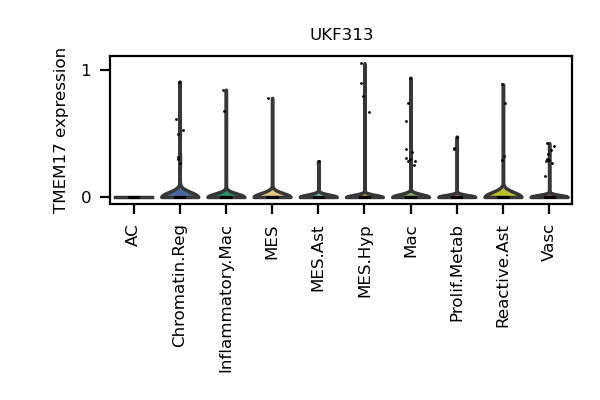 UKF313
TMEM17 expression
1
0
AC
Chromatin.Reg
Inflammatory.Mac
MES
MES.Ast
MES.Hyp
Mac
Prolif.Metab
Reactive.Ast
Vasc